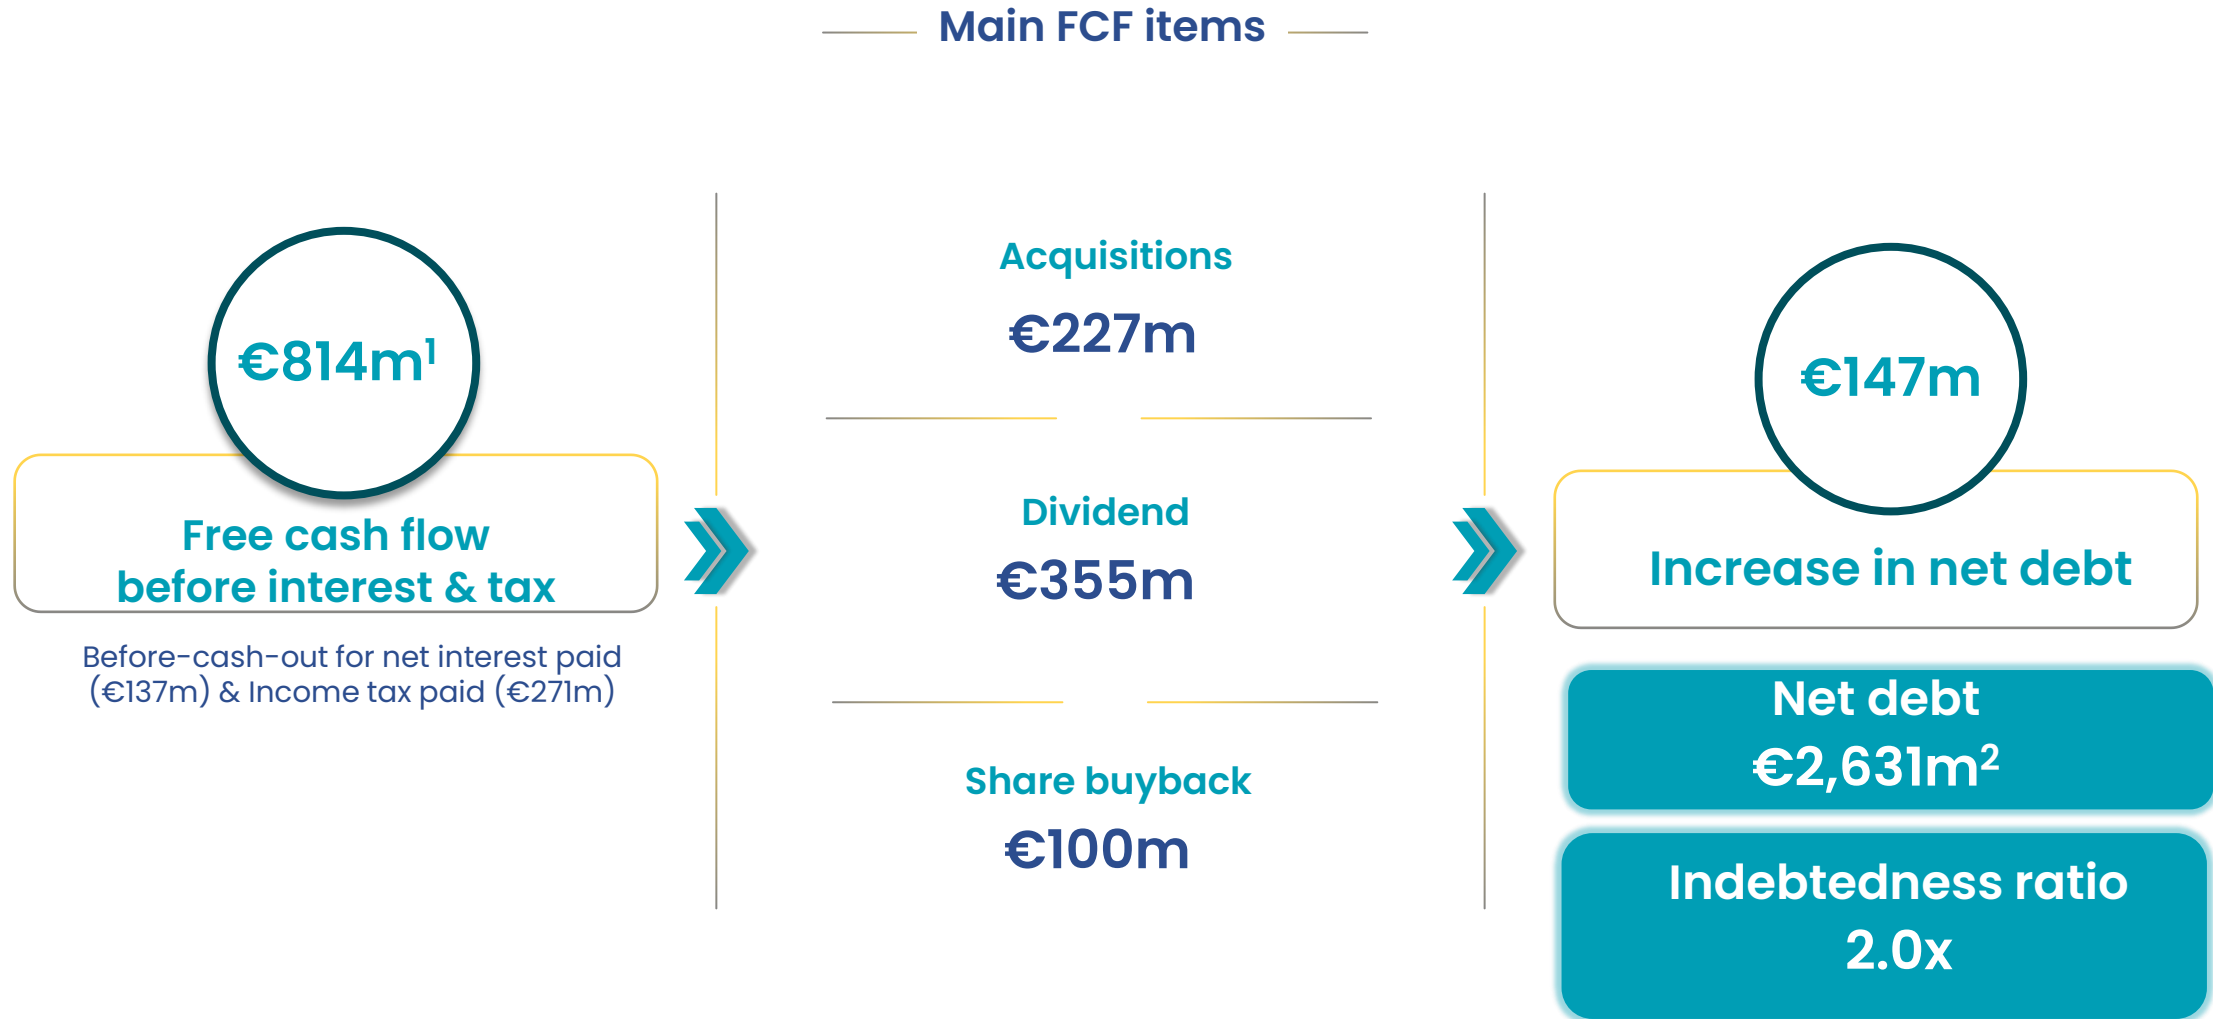 Main FCF items
€814m¹
Free cash flow
before interest & tax
Before-cash-out for net interest paid
(€137m) & Income tax paid (€271m)
Acquisitions
€227m
Dividend
€355m
Share buyback
€100m
€147m
Increase in net debt
Net debt
€2,631m²
Indebtedness ratio
2.0x